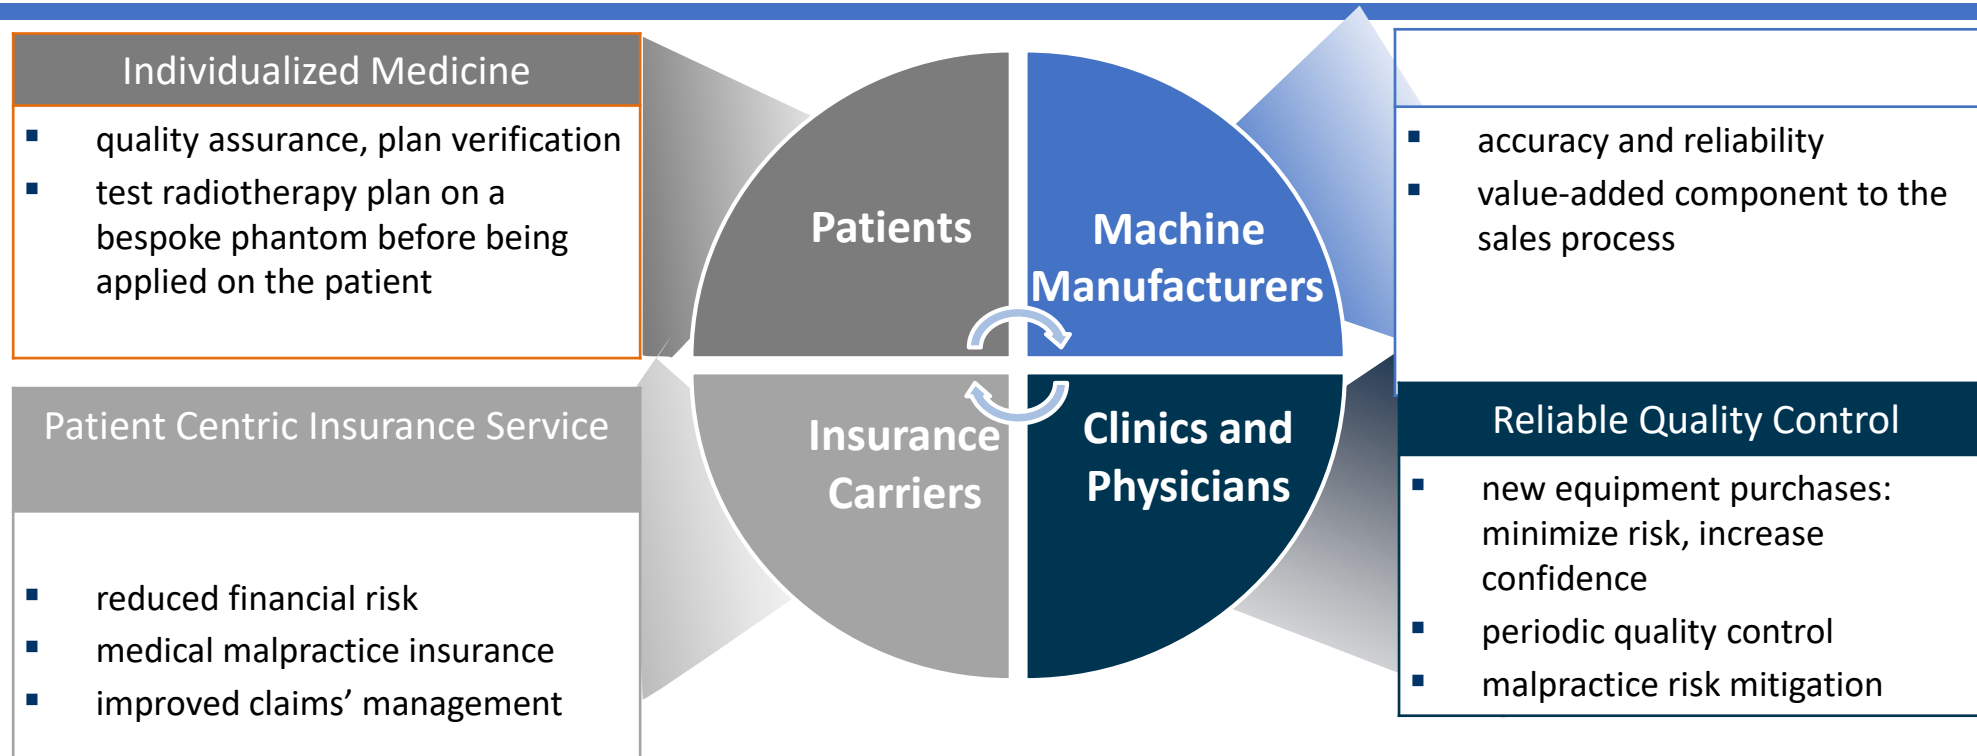 Individualized Medicine
▪ quality assurance, plan verification
▪ test radiotherapy plan on a
bespoke phantom before being
applied on the patient
Patients
Machine
Manufacturers
▪ accuracy and reliability
▪ value-added component to the
sales process
Patient Centric Insurance Service
▪ reduced financial risk
▪ medical malpractice insurance
▪ improved claims’ management
Insurance
Carriers
Clinics and
Physicians
Reliable Quality Control
▪ new equipment purchases:
minimize risk, increase
confidence
▪ periodic quality control
▪ malpractice risk mitigation